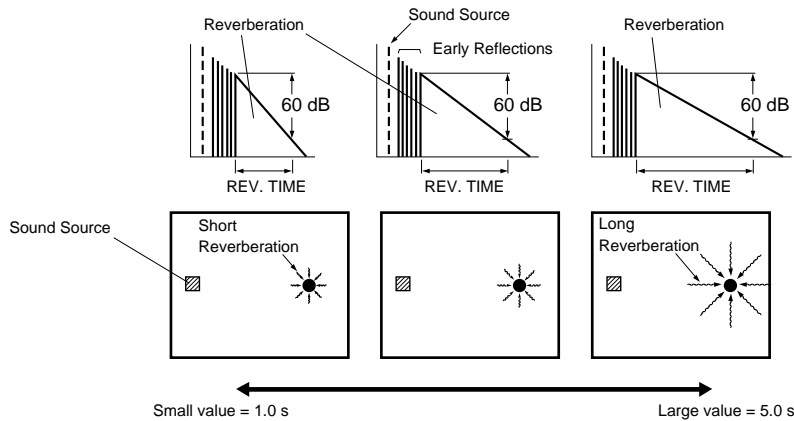 Sound Source
Reverberation
Early Reflections
Reverberation
60 dB
60 dB
60 dB
REV. TIME
REV. TIME
REV. TIME
Sound Source
Short
Reverberation
Long
Reverberation
Small value = 1.0 s
Large value = 5.0 s